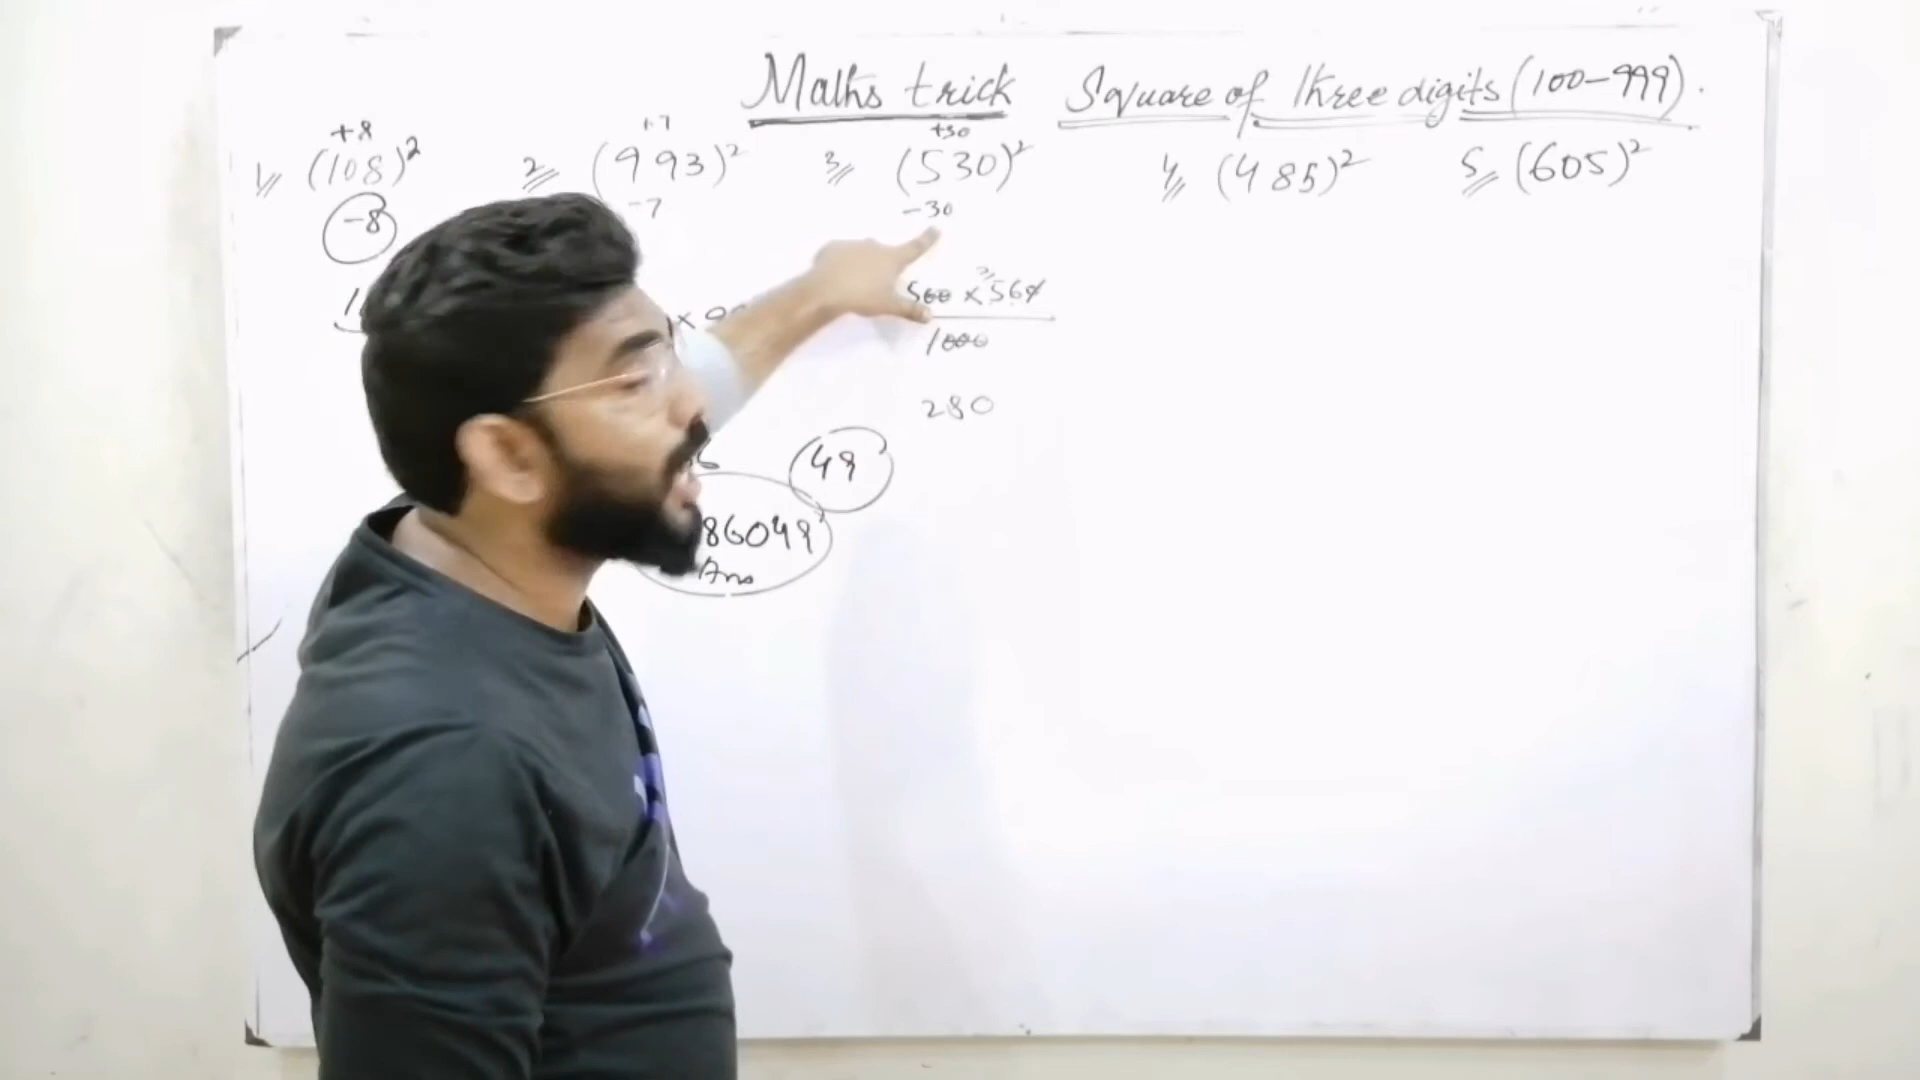 Maths trick Square of three digits (100-999).
+8 +7 +30
1) (108)² 2) (993)² 3) (530)² 4) (485)² 5) (605)²
-8 -7 -30
500 × 560
1000
280
49
86049
Ans